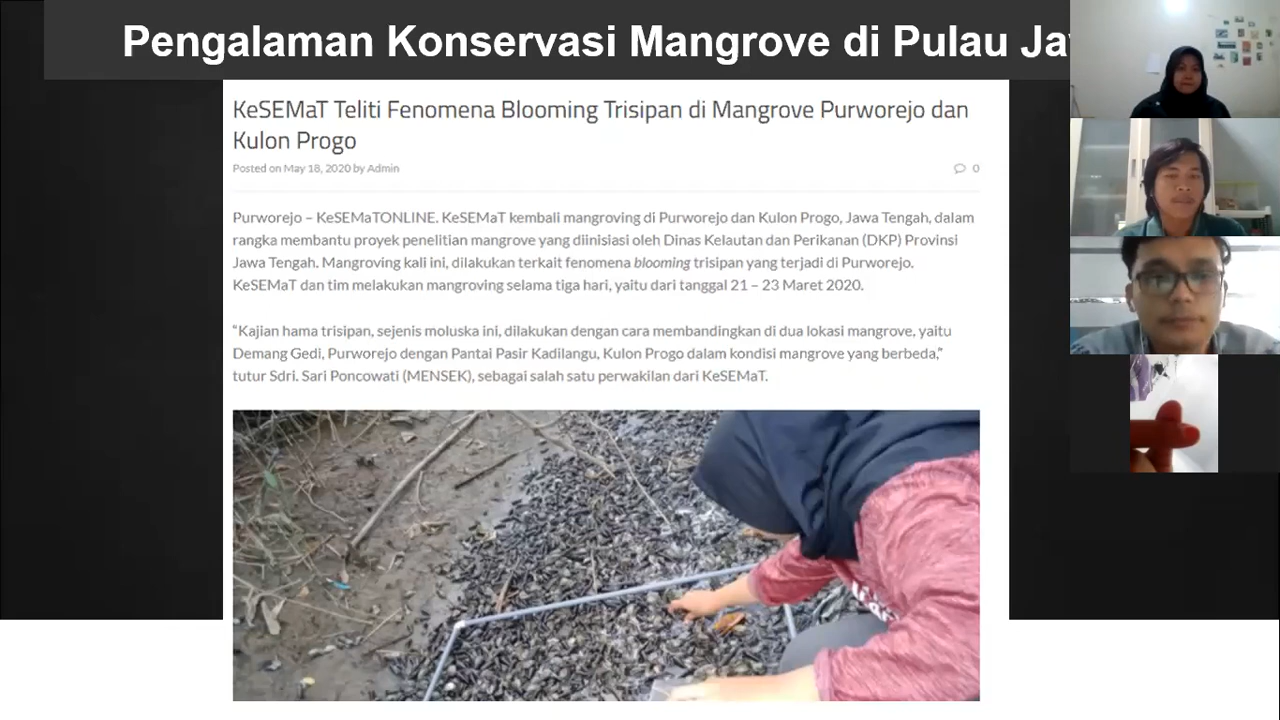 Pengalaman Konservasi Mangrove di Pulau
KeSEMaT Teliti Fenomena Blooming Trisipan di Mangrove Purworejo dan
Kulon Progo
Posted on May 18, 2020 by Admin
0
Purworejo – KeSEMaTONLINE. KeSEMaT kembali mangroving di Purworejo dan Kulon Progo, Jawa Tengah, dalam
rangka membantu proyek penelitian mangrove yang diinisiasi oleh Dinas Kelautan dan Perikanan (DKP) Provinsi
Jawa Tengah. Mangroving kali ini, dilakukan terkait fenomena blooming trisipan yang terjadi di Purworejo.
KeSEMaT dan tim melakukan mangroving selama tiga hari, yaitu dari tanggal 21 – 23 Maret 2020.
“Kajian hama trisipan, sejenis moluska ini, dilakukan dengan cara membandingkan di dua lokasi mangrove, yaitu
Demang Gedi, Purworejo dengan Pantai Pasir Kadilangu, Kulon Progo dalam kondisi mangrove yang berbeda,”
tutur Sdri. Sari Poncowati (MENSEK), sebagai salah satu perwakilan dari KeSEMaT.